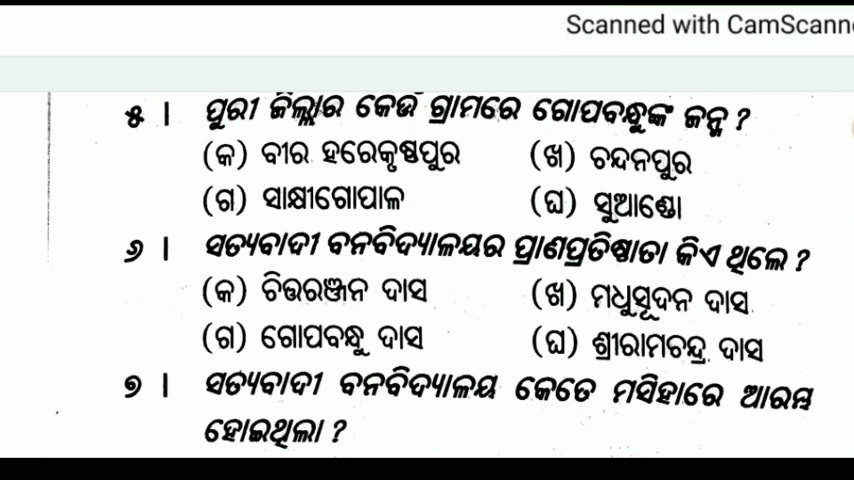 Scanned with CamScanne
୫ । ପୁରୀ ଜିଲ୍ଲାର କେଉଁ ଗ୍ରାମରେ ଗୋପବନ୍ଧୁଙ୍କ ଜନ୍ମ ?
(କ) ବୀର ହରେକୃଷ୍ଣପୁର (ଖ) ଚନ୍ଦନପୁର
(ଗ) ସାକ୍ଷୀଗୋପାଳ (ଘ) ସୁଆଣ୍ଡୋ
୬ । ସତ୍ୟବାଦୀ ବନବିଦ୍ୟାଳୟର ପ୍ରାଣପ୍ରତିଷ୍ଠାତା କିଏ ଥିଲେ ?
(କ) ଚିତ୍ତରଞ୍ଜନ ଦାସ (ଖ) ମଧୁସୂଦନ ଦାସ
(ଗ) ଗୋପବନ୍ଧୁ ଦାସ (ଘ) ଶ୍ରୀରାମଚନ୍ଦ୍ର ଦାସ
୭ । ସତ୍ୟବାଦୀ ବନବିଦ୍ୟାଳୟ କେତେ ମସିହାରେ ଆରମ୍ଭ
ହୋଇଥିଲା ?